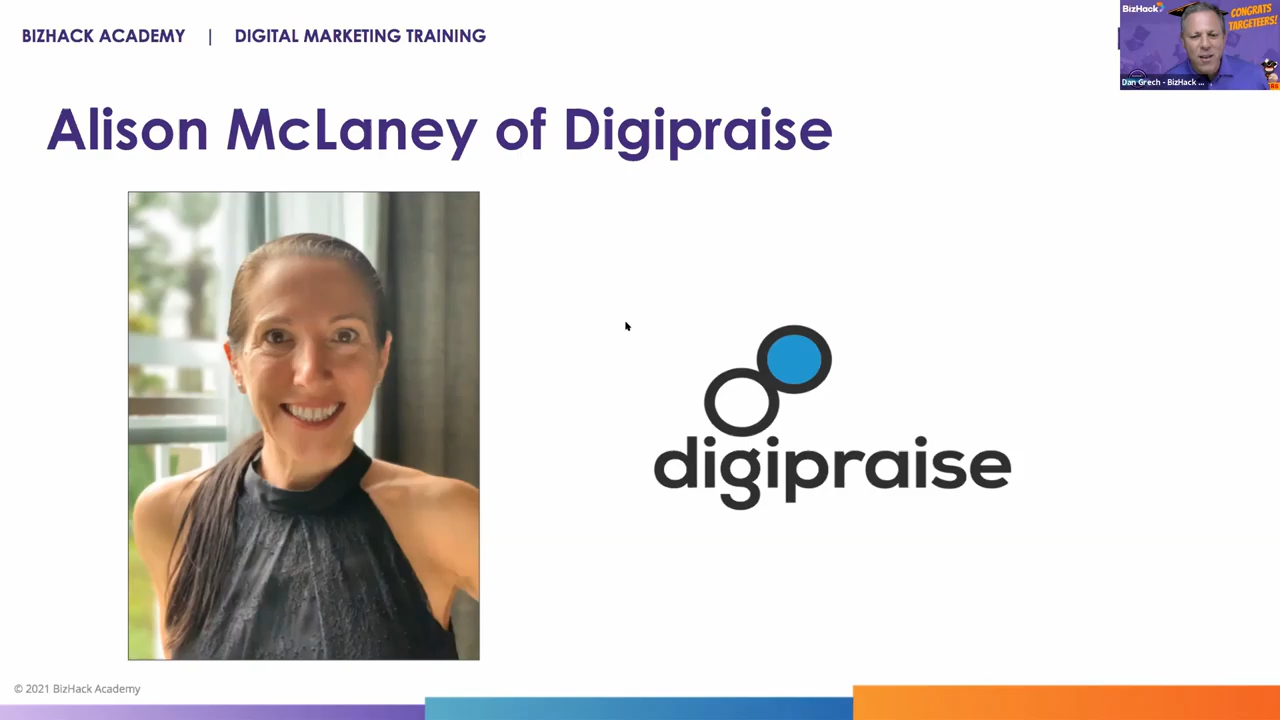 BIZHACK ACADEMY | DIGITAL MARKETING TRAINING
BizHack
CONGRATS
TARGETEERS!
Dan Grech - BizHack ...
Alison McLaney of Digipraise
digipraise
© 2021 BizHack Academy